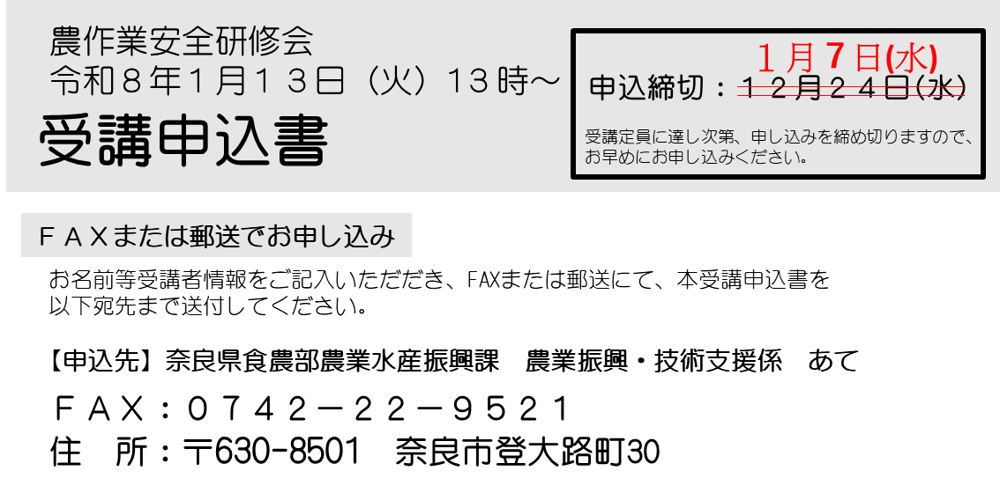 農作業安全研修会
令和８年１月１３日（火）13時～
受講申込書
１月７日(水)
申込締切：１２月２４日(水)
受講定員に達し次第、申し込みを締め切りますので、
お早めにお申し込みください。
ＦＡＸまたは郵送でお申し込み
お名前等受講者情報をご記入いただだき、FAXまたは郵送にて、本受講申込書を
以下宛先まで送付してください。
【申込先】奈良県食農部農業水産振興課　農業振興・技術支援係　あて
ＦＡＸ：０７４２－２２－９５２１
住　所：〒630-8501　奈良市登大路町30